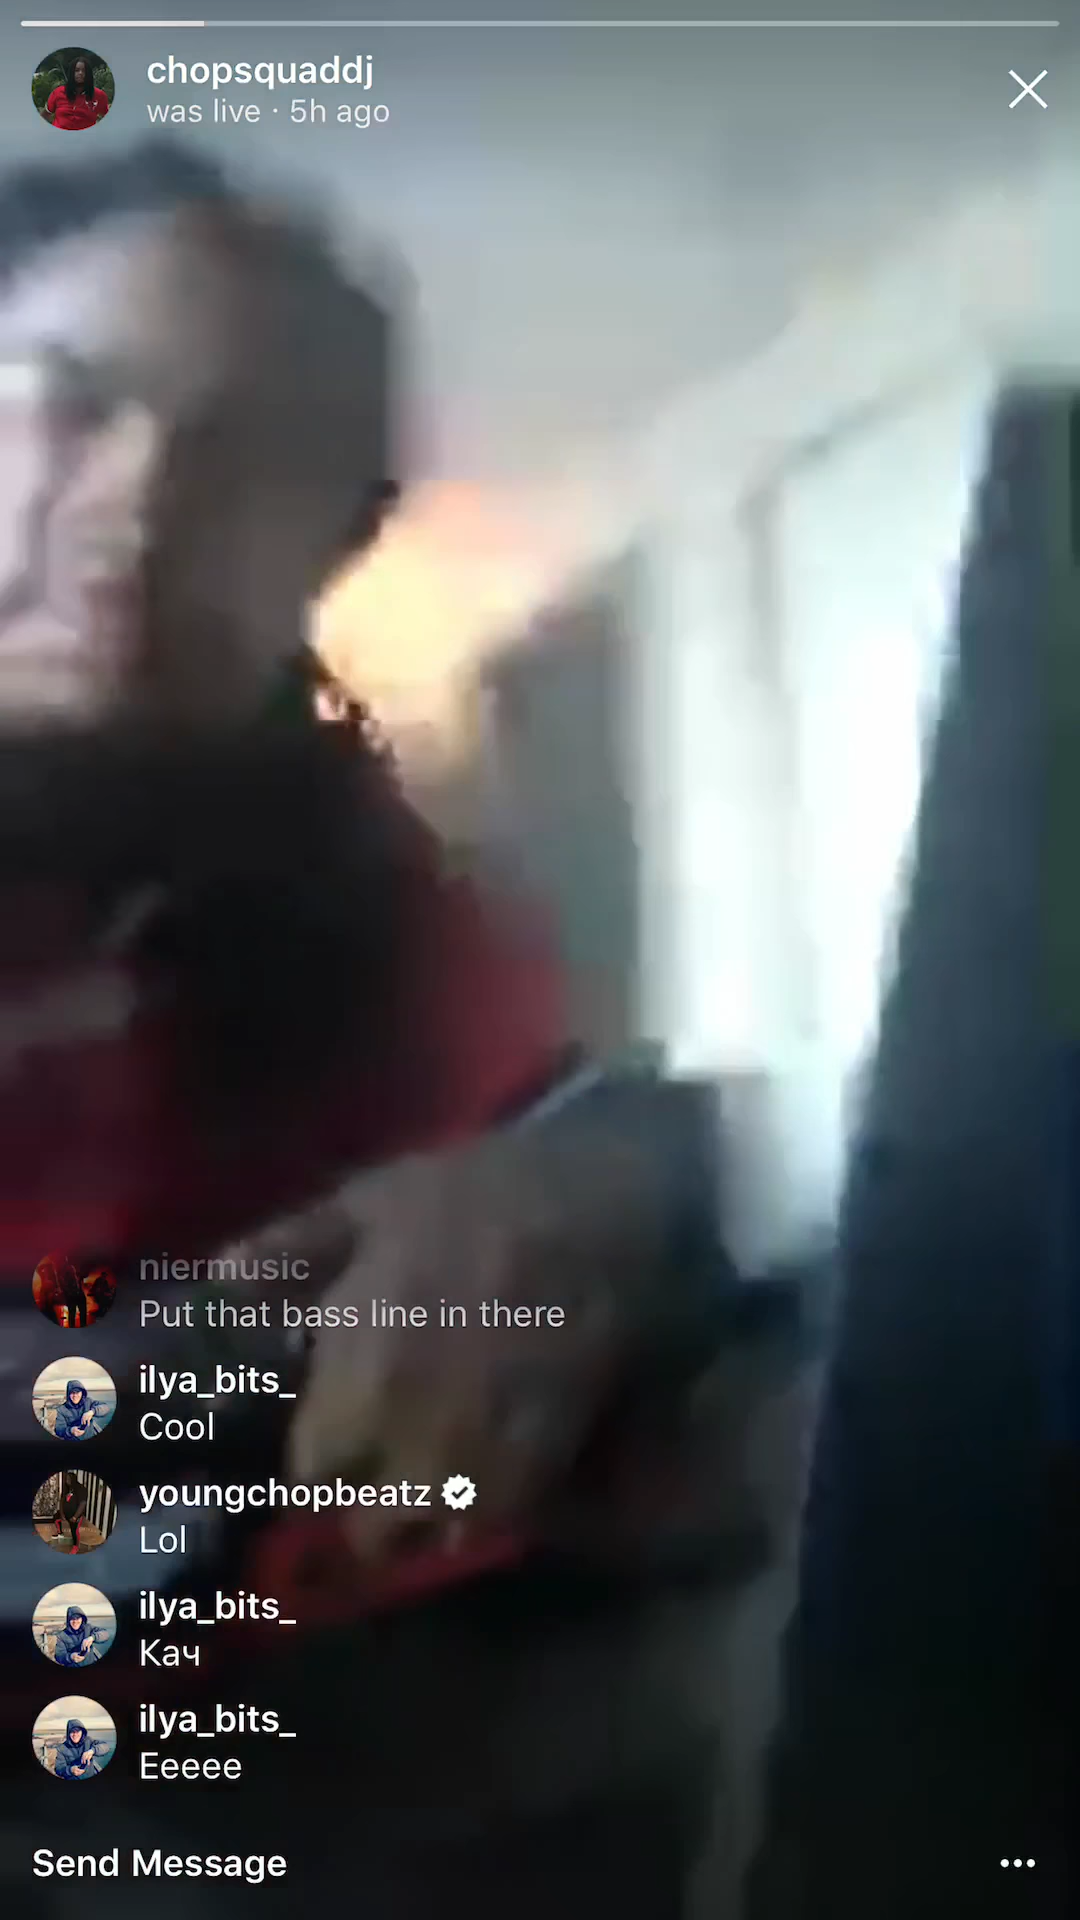 chopsquaddj
was live · 5h ago
niermusic
Put that bass line in there
ilya_bits_
Cool
youngchopbeatz
Lol
ilya_bits_
Кач
ilya_bits_
Eeeee
Send Message